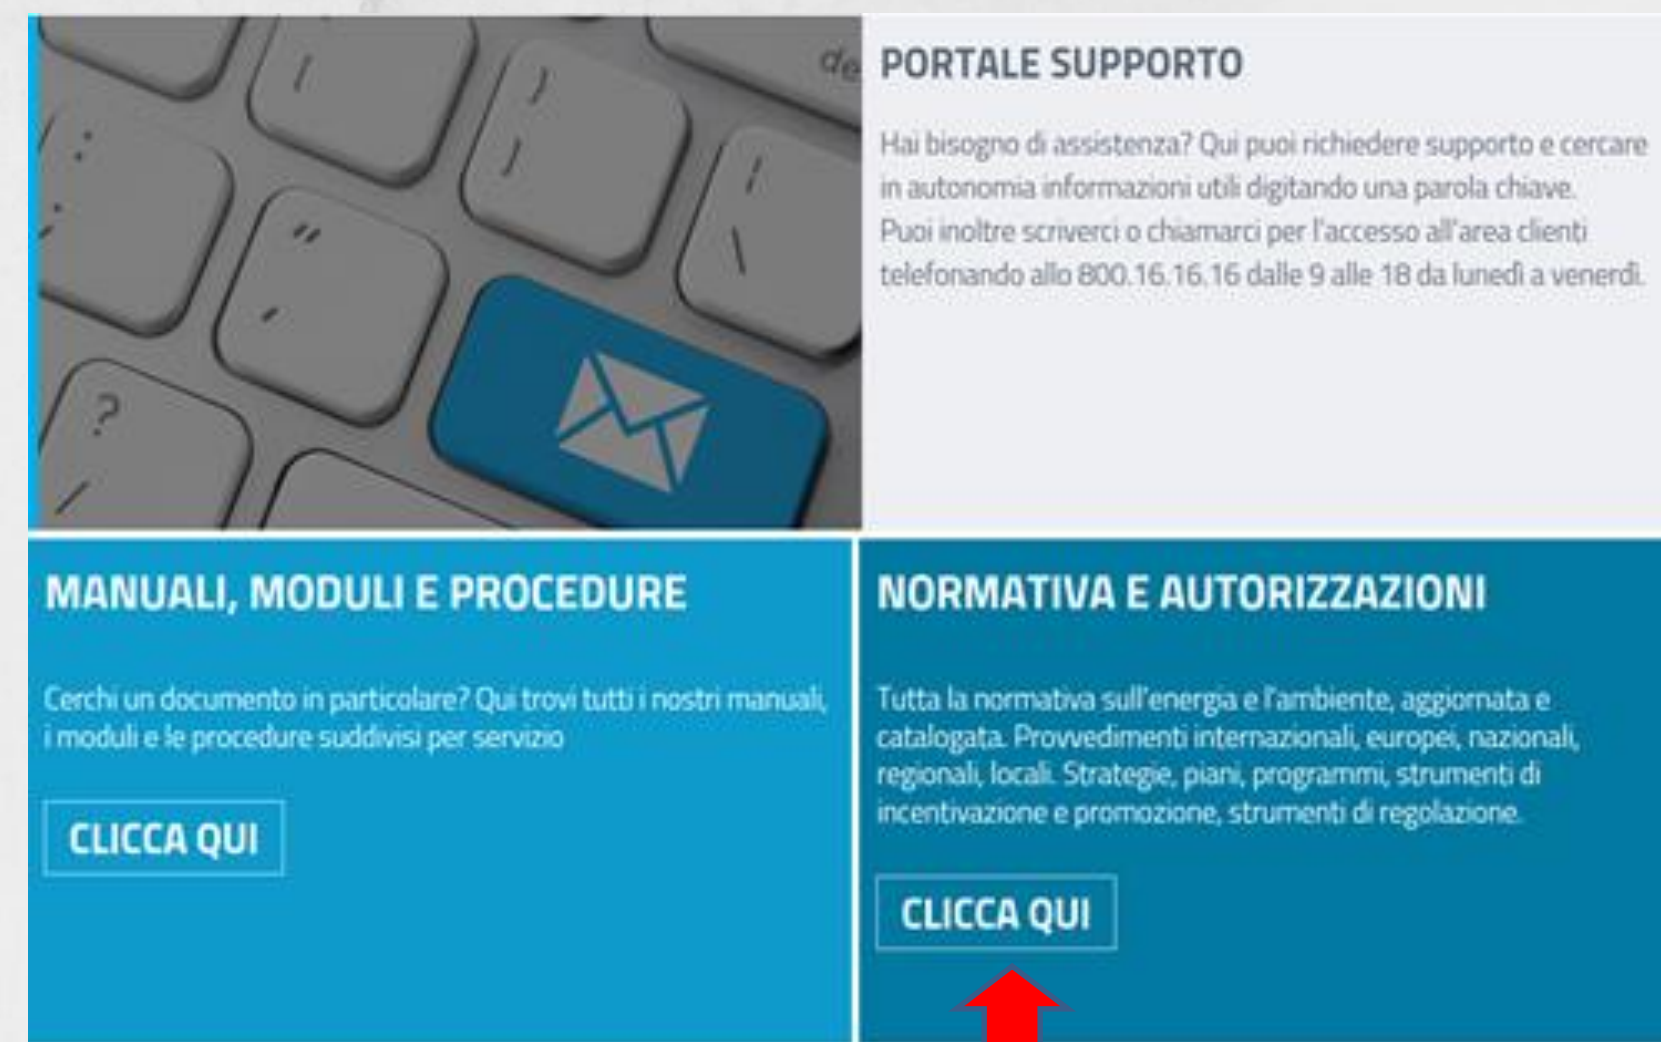 de
PORTALE SUPPORTO
Hai bisogno di assistenza? Qui puoi richiedere supporto e cercare
in autonomia informazioni utili digitando una parola chiave.
Puoi inoltre scriverci o chiamarci per l'accesso all'area clienti
telefonando allo 800.16.16.16 dalle 9 alle 18 da lunedì a venerdì.
MANUALI, MODULI E PROCEDURE
Cerchi un documento in particolare? Qui trovi tutti i nostri manuali,
i moduli e le procedure suddivisi per servizio
CLICCA QUI
NORMATIVA E AUTORIZZAZIONI
Tutta la normativa sull'energia e l'ambiente, aggiornata e
catalogata. Provvedimenti internazionali, europei, nazionali,
regionali, locali. Strategie, piani, programmi, strumenti di
incentivazione e promozione, strumenti di regolazione.
CLICCA QUI